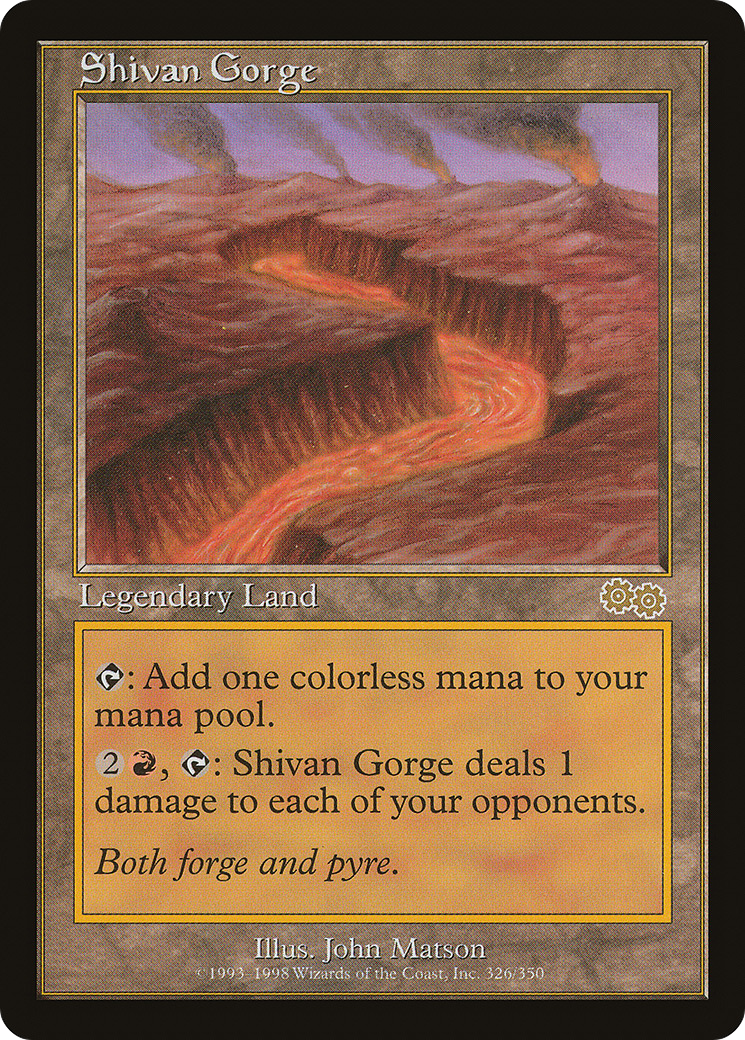 Shivan Gorge
Legendary Land
: Add one colorless mana to your
mana pool.
2 , : Shivan Gorge deals 1
damage to each of your opponents.
Both forge and pyre.
Illus. John Matson
©1993-1998 Wizards of the Coast, Inc. 326/350